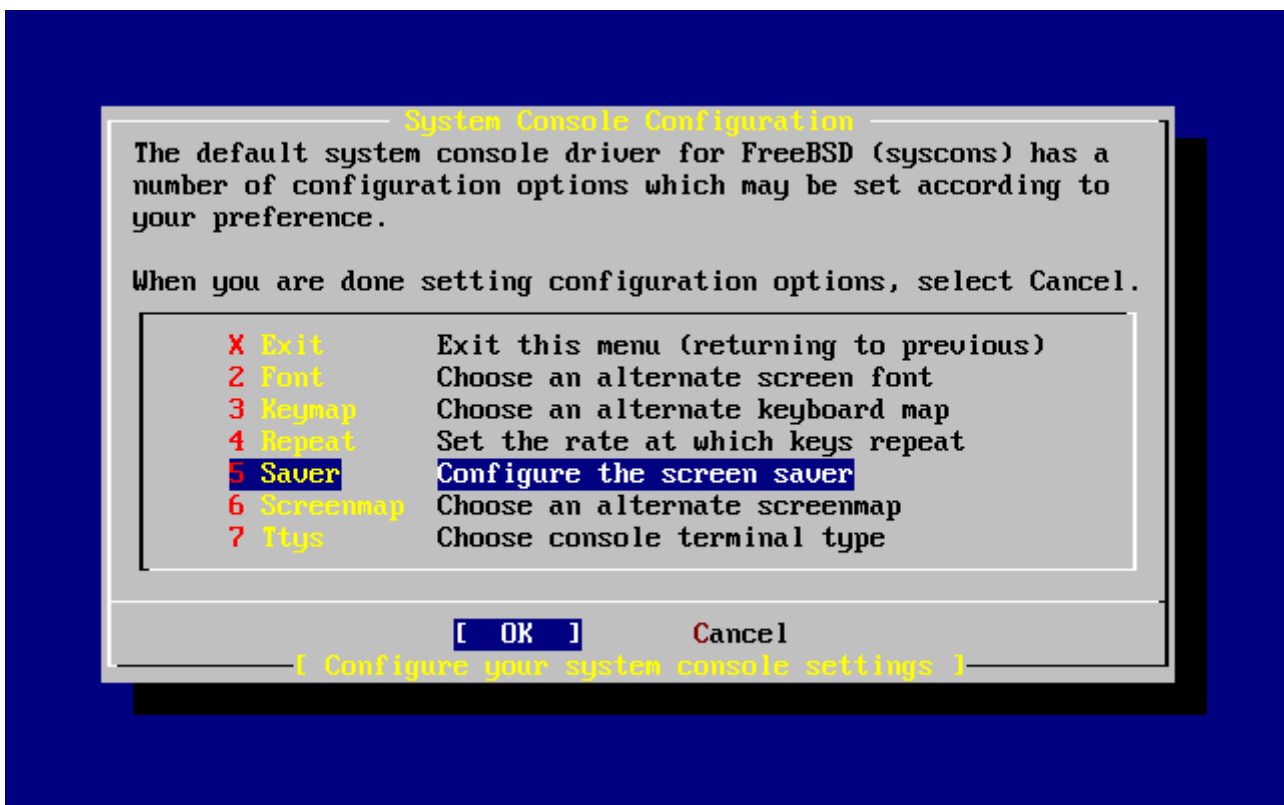 System Console Configuration
The default system console driver for FreeBSD (syscons) has a
number of configuration options which may be set according to
your preference.
When you are done setting configuration options, select Cancel.
X Exit Exit this menu (returning to previous)
2 Font Choose an alternate screen font
3 Keymap Choose an alternate keyboard map
4 Repeat Set the rate at which keys repeat
5 Saver Configure the screen saver
6 Screenmap Choose an alternate screenmap
7 Ttys Choose console terminal type
[ OK ] Cancel
[ Configure your system console settings ]